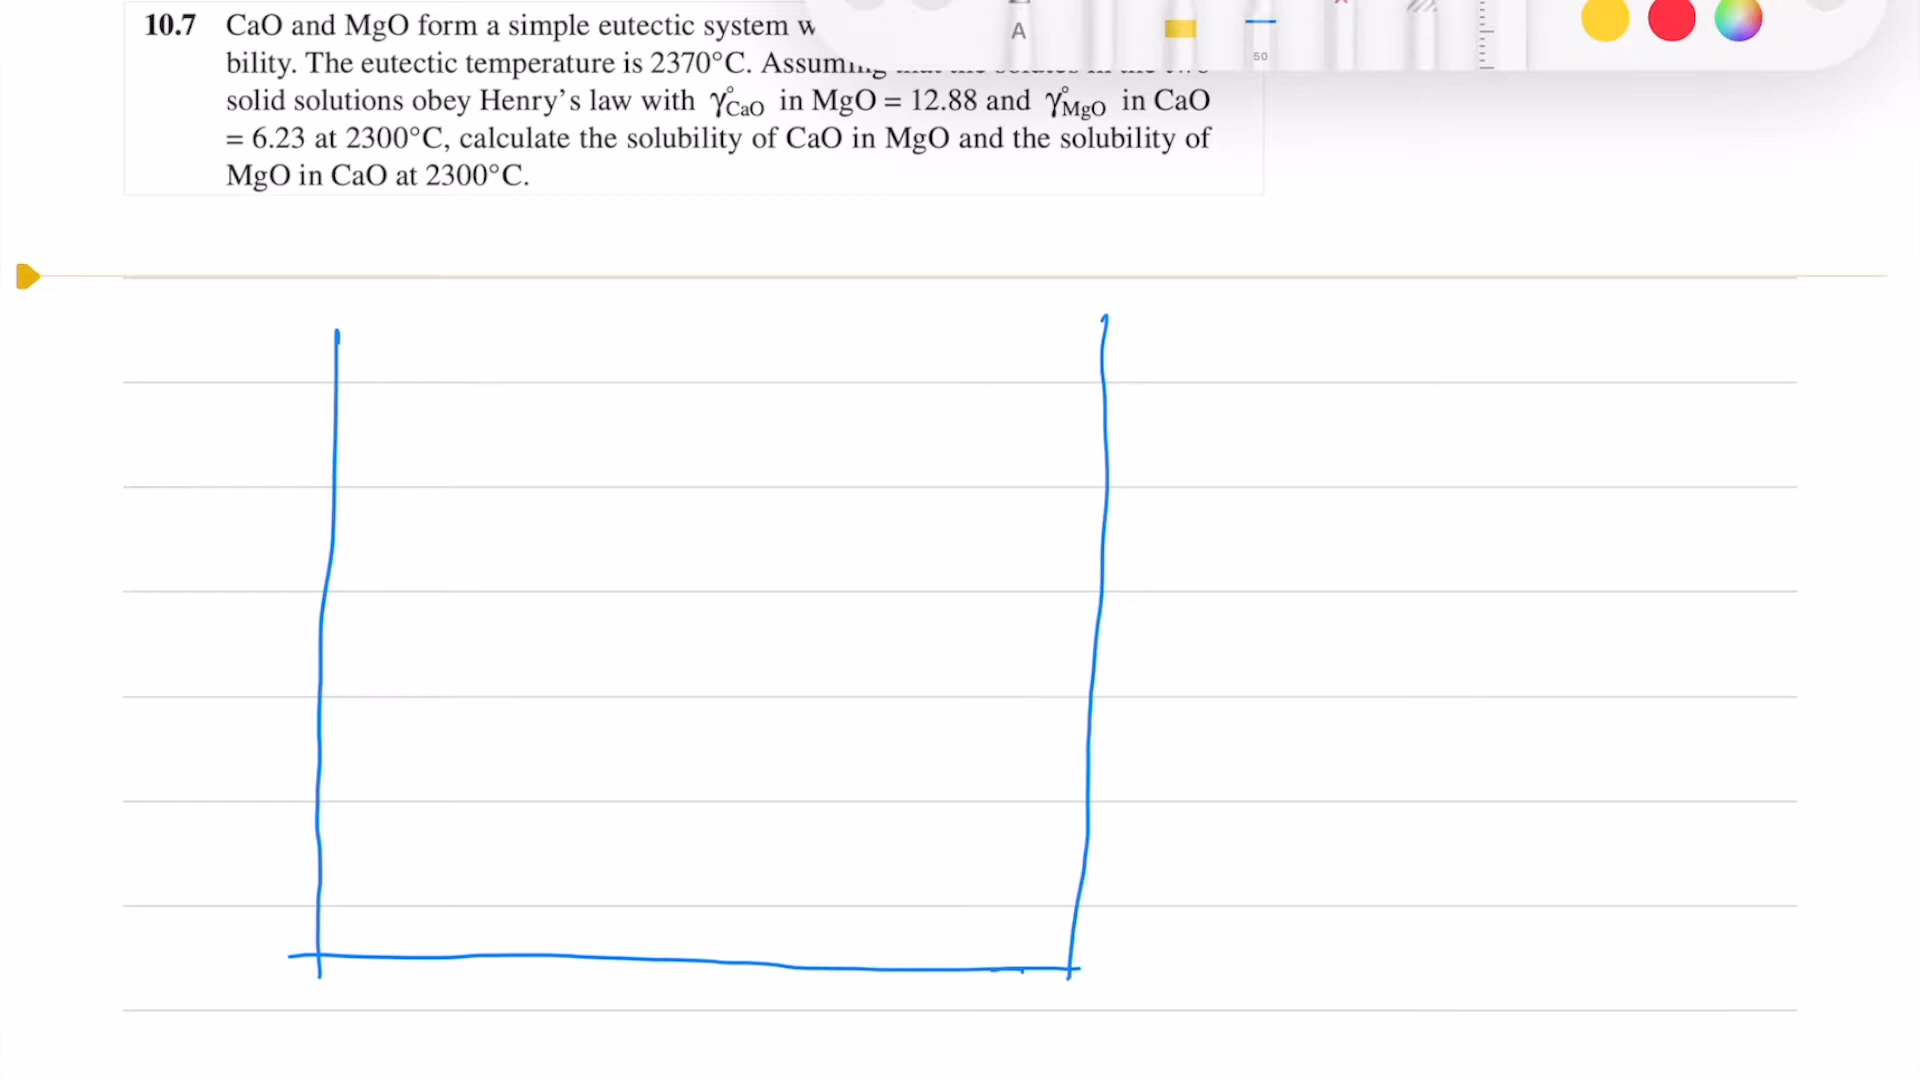 10.7 CaO and MgO form a simple eutectic system
bility. The eutectic temperature is 2370°C.
solid solutions obey Henry's law with γ°CaO in MgO = 12.88 and γ°MgO in CaO
= 6.23 at 2300°C, calculate the solubility of CaO in MgO and the solubility of
MgO in CaO at 2300°C.
A
50